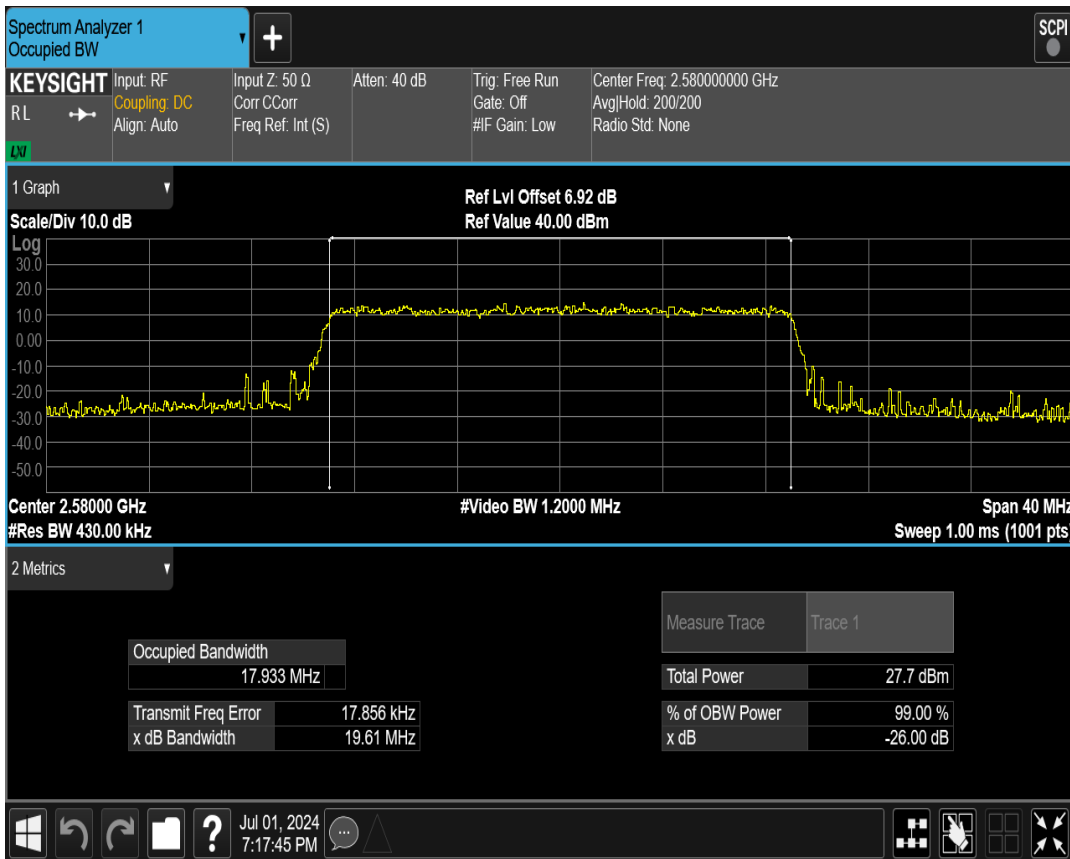 Spectrum Analyzer 1
Occupied BW
+
SCPI
KEYSIGHT
RL
LXI
Input: RF
Coupling: DC
Align: Auto
Input Z: 50 Ω
Corr CCorr
Freq Ref: Int (S)
Atten: 40 dB
Trig: Free Run
Gate: Off
#IF Gain: Low
Center Freq: 2.580000000 GHz
Avg|Hold: 200/200
Radio Std: None
1 Graph
Scale/Div 10.0 dB
Ref Lvl Offset 6.92 dB
Ref Value 40.00 dBm
Log
30.0
20.0
10.0
0.00
-10.0
-20.0
-30.0
-40.0
-50.0
Center 2.58000 GHz
#Video BW 1.2000 MHz
Span 40 MHz
#Res BW 430.00 kHz
Sweep 1.00 ms (1001 pts)
2 Metrics
Measure Trace Trace 1
Occupied Bandwidth
17.933 MHz
Total Power 27.7 dBm
Transmit Freq Error 17.856 kHz
% of OBW Power 99.00 %
x dB Bandwidth 19.61 MHz
x dB -26.00 dB
?
Jul 01, 2024
7:17:45 PM